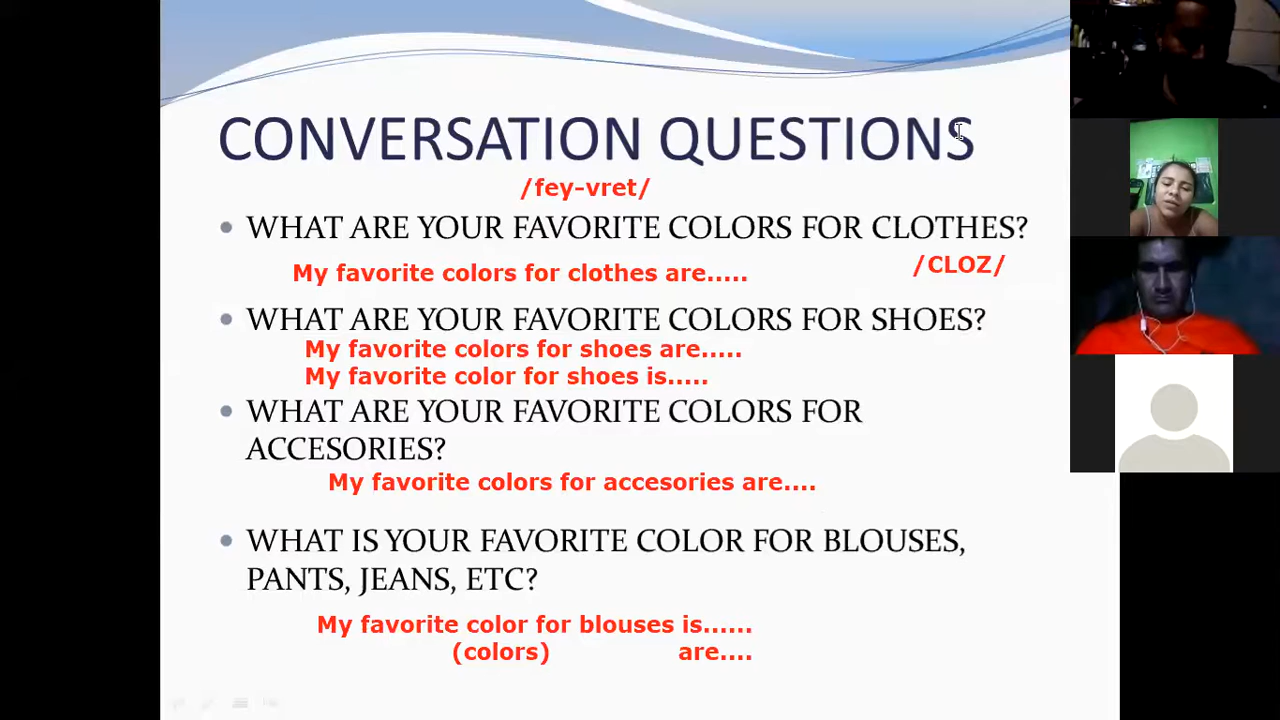 CONVERSATION QUESTIONS
/fey-vret/
WHAT ARE YOUR FAVORITE COLORS FOR CLOTHES?
/CLOZ/
My favorite colors for clothes are.....
WHAT ARE YOUR FAVORITE COLORS FOR SHOES?
My favorite colors for shoes are.....
My favorite color for shoes is.....
WHAT ARE YOUR FAVORITE COLORS FOR
ACCESORIES?
My favorite colors for accesories are....
WHAT IS YOUR FAVORITE COLOR FOR BLOUSES,
PANTS, JEANS, ETC?
My favorite color for blouses is......
(colors) are....